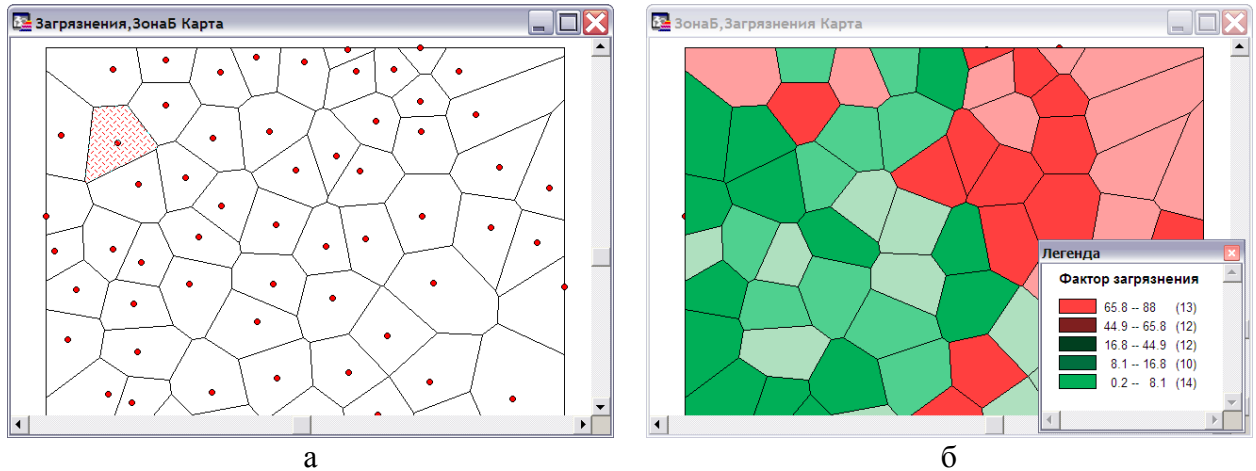 Загрязнения,ЗонаБ Карта
ЗонаБ,Загрязнения Карта
Легенда
Фактор загрязнения
65.8 -- 88 (13)
44.9 -- 65.8 (12)
16.8 -- 44.9 (12)
8.1 -- 16.8 (10)
0.2 -- 8.1 (14)
а
б